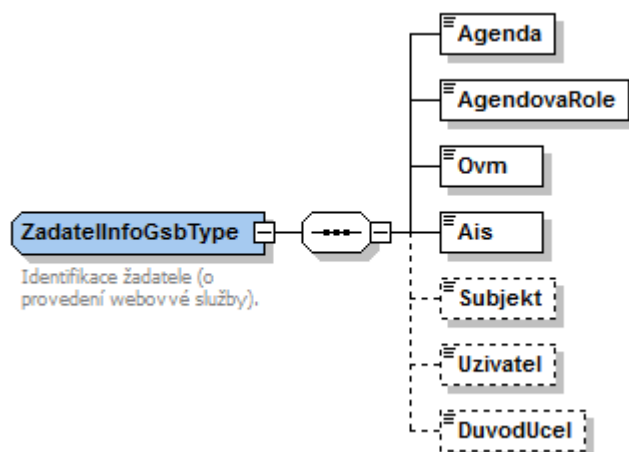 Agenda
AgendovaRole
Ovm
ZadatelInfoGsbType
Ais
Identifikace žadatele (o
provedení webovvé služby).
Subjekt
Uzivatel
DuvodUcel